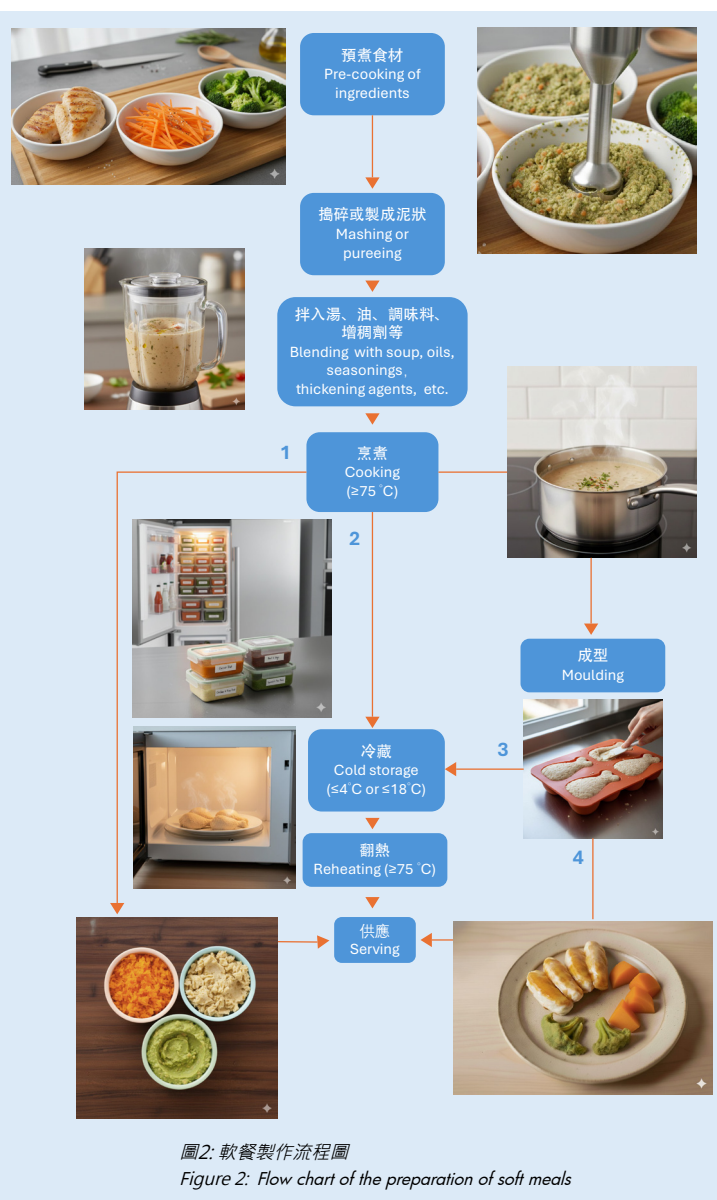 預煮食材
Pre-cooking of
ingredients
搗碎或製成泥狀
Mashing or
pureeing
拌入湯、油、調味料、
增稠劑等
Blending with soup, oils,
seasonings,
thickening agents, etc.
1
烹煮
Cooking
(≥75 °C)
2
成型
Moulding
冷藏
Cold storage
(≤4°C or ≤18°C)
3
翻熱
Reheating (≥75 °C)
4
供應
Serving
圖2: 軟餐製作流程圖
Figure 2: Flow chart of the preparation of soft meals